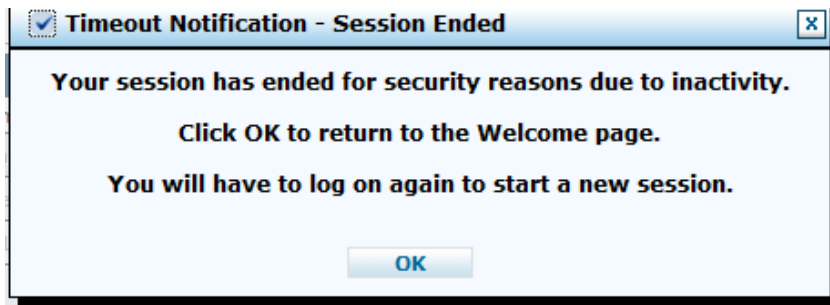 Timeout Notification - Session Ended
Your session has ended for security reasons due to inactivity.
Click OK to return to the Welcome page.
You will have to log on again to start a new session.
OK